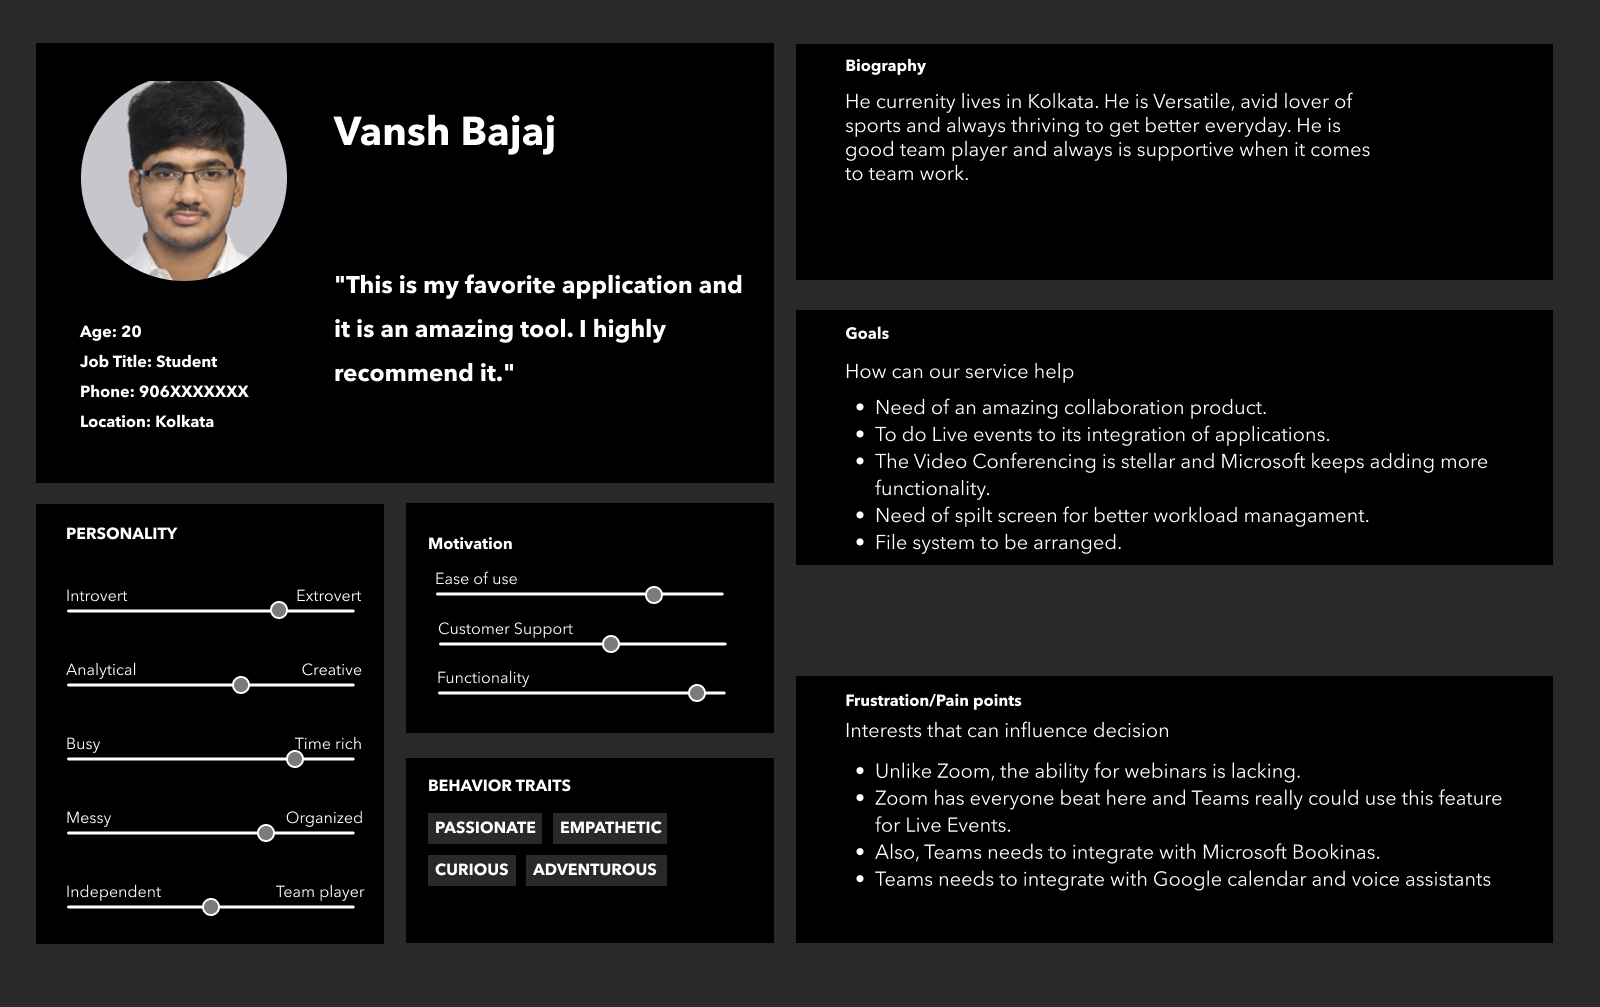 Vansh Bajaj
"This is my favorite application and
it is an amazing tool. I highly
recommend it."
Age: 20
Job Title: Student
Phone: 906XXXXXXX
Location: Kolkata
PERSONALITY
Introvert Extrovert
Analytical Creative
Busy Time rich
Messy Organized
Independent Team player
Motivation
Ease of use
Customer Support
Functionality
BEHAVIOR TRAITS
PASSIONATE EMPATHETIC
CURIOUS ADVENTUROUS
Biography
He currenity lives in Kolkata. He is Versatile, avid lover of
sports and always thriving to get better everyday. He is
good team player and always is supportive when it comes
to team work.
Goals
How can our service help
• Need of an amazing collaboration product.
• To do Live events to its integration of applications.
• The Video Conferencing is stellar and Microsoft keeps adding more
functionality.
• Need of spilt screen for better workload managament.
• File system to be arranged.
Frustration/Pain points
Interests that can influence decision
• Unlike Zoom, the ability for webinars is lacking.
• Zoom has everyone beat here and Teams really could use this feature
for Live Events.
• Also, Teams needs to integrate with Microsoft Bookinas.
• Teams needs to integrate with Google calendar and voice assistants